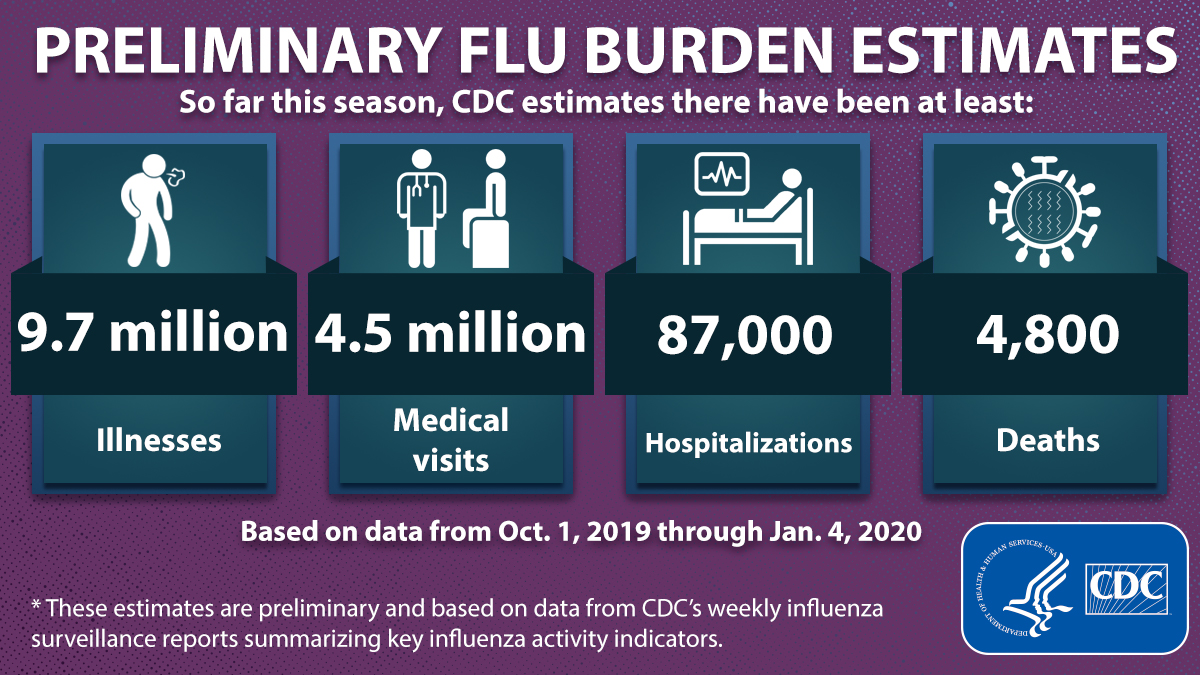 PRELIMINARY FLU BURDEN ESTIMATES
So far this season, CDC estimates there have been at least:
9.7 million
Illnesses
4.5 million
Medical
visits
87,000
Hospitalizations
4,800
Deaths
Based on data from Oct. 1, 2019 through Jan. 4, 2020
* These estimates are preliminary and based on data from CDC's weekly influenza
surveillance reports summarizing key influenza activity indicators.
DEPARTMENT OF HEALTH & HUMAN SERVICES·USA
CDC